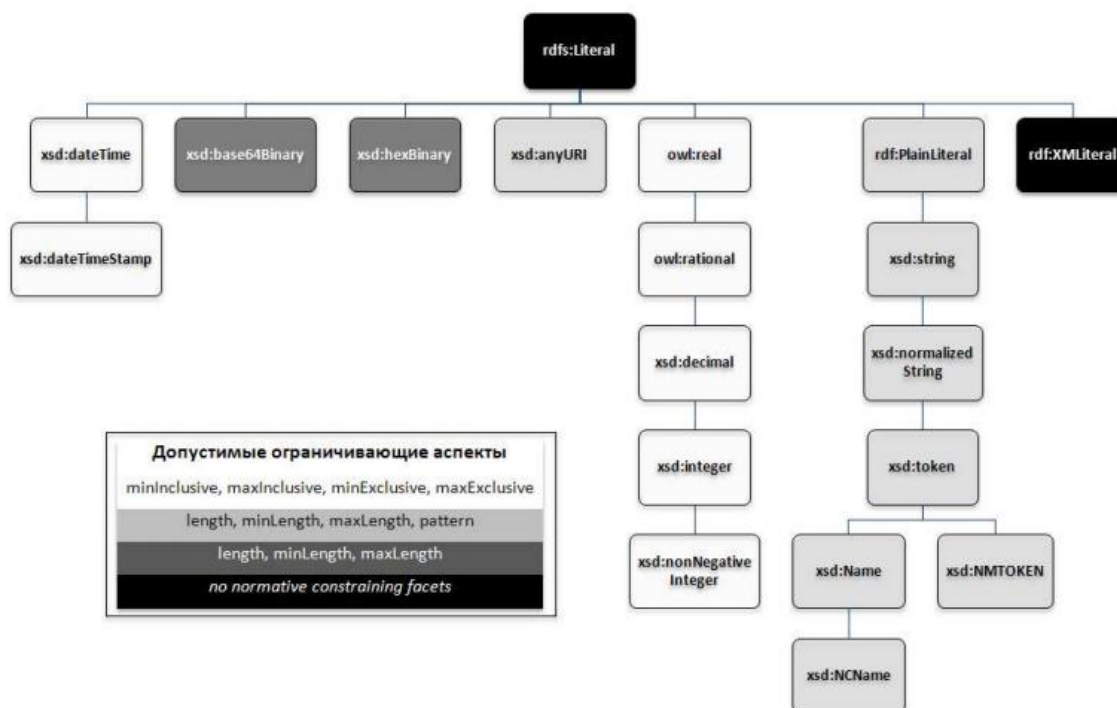 rdfs:Literal
xsd:dateTime
xsd:base64Binary
xsd:hexBinary
xsd:anyURI
owl:real
rdf:PlainLiteral
rdf:XMLLiteral
xsd:dateTimeStamp
owl:rational
xsd:string
xsd:decimal
xsd:normalized
String
Допустимые ограничивающие аспекты
minInclusive, maxInclusive, minExclusive, maxExclusive
length, minLength, maxLength, pattern
length, minLength, maxLength
no normative constraining facets
xsd:integer
xsd:token
xsd:nonNegative
Integer
xsd:Name
xsd:NMTOKEN
xsd:NCName